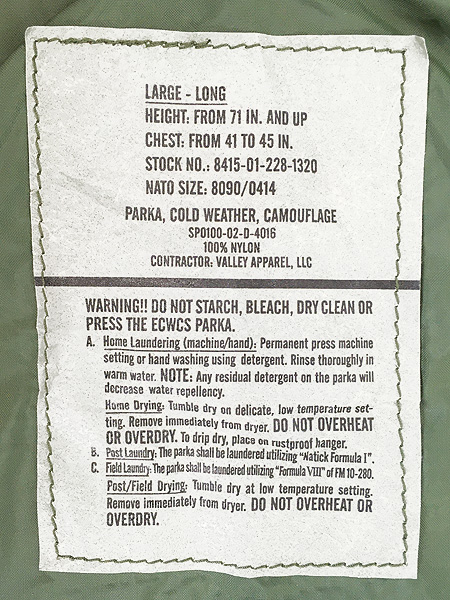 LARGE - LONG
HEIGHT: FROM 71 IN. AND UP
CHEST: FROM 41 TO 45 IN.
STOCK NO.: 8415-01-228-1320
NATO SIZE: 8090/0414
PARKA, COLD WEATHER, CAMOUFLAGE
SPO100-02-D-4016
100% NYLON
CONTRACTOR: VALLEY APPAREL, LLC
WARNING!! DO NOT STARCH, BLEACH, DRY CLEAN OR
PRESS THE ECWCS PARKA.
A. Home Laundering (machine/hand): Permanent press machine
setting or hand washing using detergent. Rinse thoroughly in
warm water. NOTE: Any residual detergent on the parka will
decrease water repellency.
Home Drying: Tumble dry on delicate, low temperature set-
ting. Remove immediately from dryer. DO NOT OVERHEAT
OR OVERDRY. To drip dry, place on rustproof hanger.
B. Post Laundry: The parka shall be laundered utilizing "Natick Formula I".
C. Field Laundry: The parka shall be laundered utilizing "Formula VIII" of FM 10-280.
Post/Field Drying: Tumble dry at low temperature setting.
Remove immediately from dryer. DO NOT OVERHEAT OR
OVERDRY.